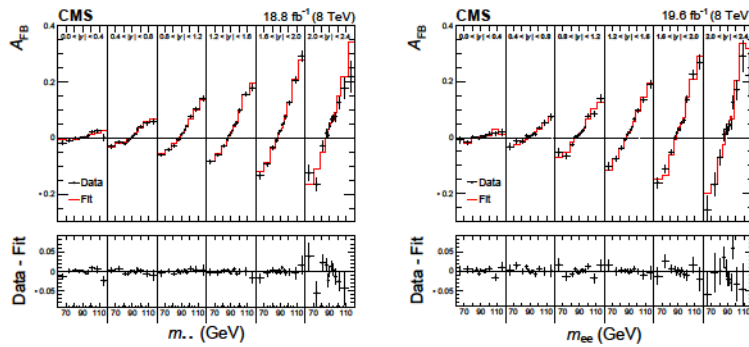 CMS 18.8 fb⁻¹ (8 TeV)
A_FB
0.0 < |y| < 0.4 0.4 < |y| < 0.8 0.8 < |y| < 1.2 1.2 < |y| < 1.6 1.6 < |y| < 2.0 2.0 < |y| < 2.4
0.4
0.2
0
-0.2
Data
Fit
Data - Fit
0.05
0
-0.05
70 90 110 70 90 110 70 90 110 70 90 110 70 90 110 70 90 110
m.. (GeV)
CMS 19.6 fb⁻¹ (8 TeV)
A_FB
0.0 < |y| < 0.4 0.4 < |y| < 0.8 0.8 < |y| < 1.2 1.2 < |y| < 1.6 1.6 < |y| < 2.0 2.0 < |y| < 2.4
0.4
0.2
0
-0.2
Data
Fit
Data - Fit
0.05
0
-0.05
70 90 110 70 90 110 70 90 110 70 90 110 70 90 110 70 90 110
m_ee (GeV)